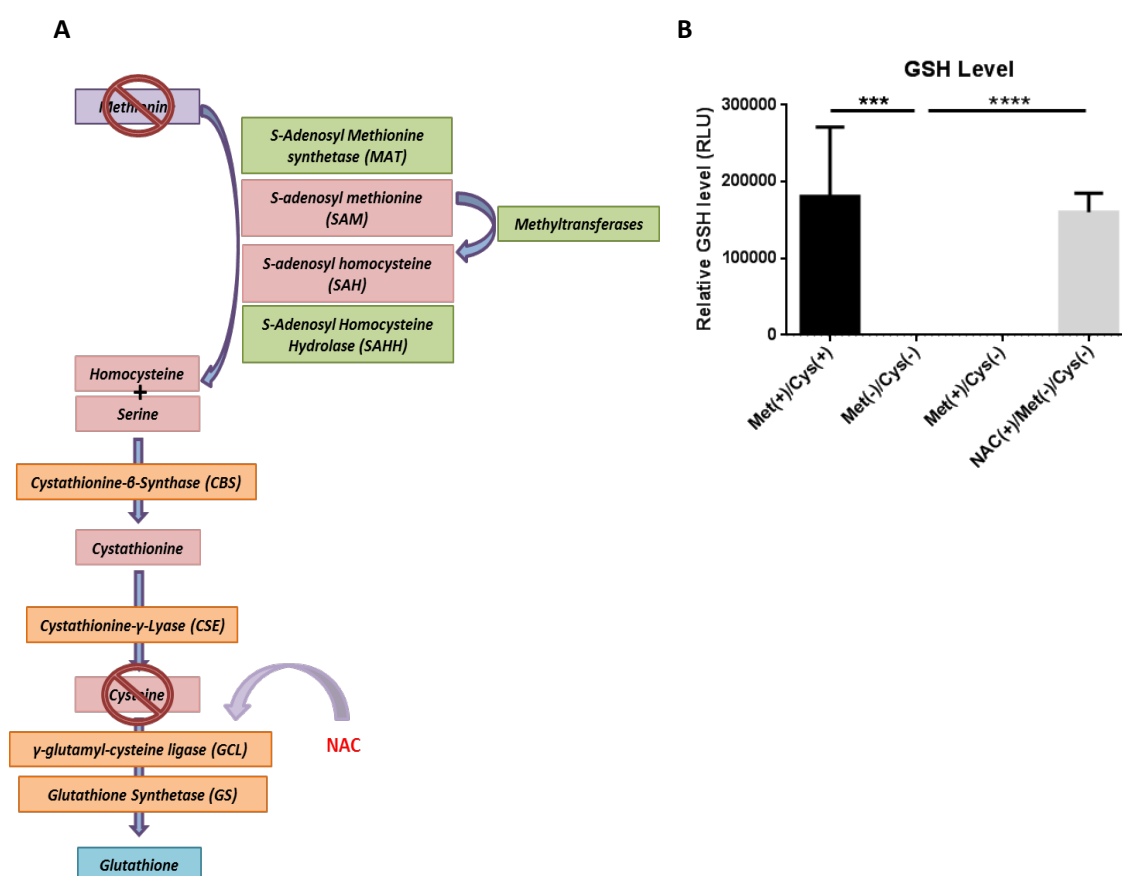 A
Methionin
S-Adenosyl Methionine
synthetase (MAT)
S-adenosyl methionine
(SAM)
Methyltransferases
S-adenosyl homocysteine
(SAH)
S-Adenosyl Homocysteine
Hydrolase (SAHH)
Homocysteine
+
Serine
Cystathionine-β-Synthase (CBS)
Cystathionine
Cystathionine-γ-Lyase (CSE)
Cysteine
NAC
γ-glutamyl-cysteine ligase (GCL)
Glutathione Synthetase (GS)
Glutathione
B
GSH Level
*** ****
Relative GSH level (RLU)
300000
200000
100000
0
Met(+)/Cys(+)
Met(-)/Cys(-)
Met(+)/Cys(-)
NAC(+)/Met(-)/Cys(-)